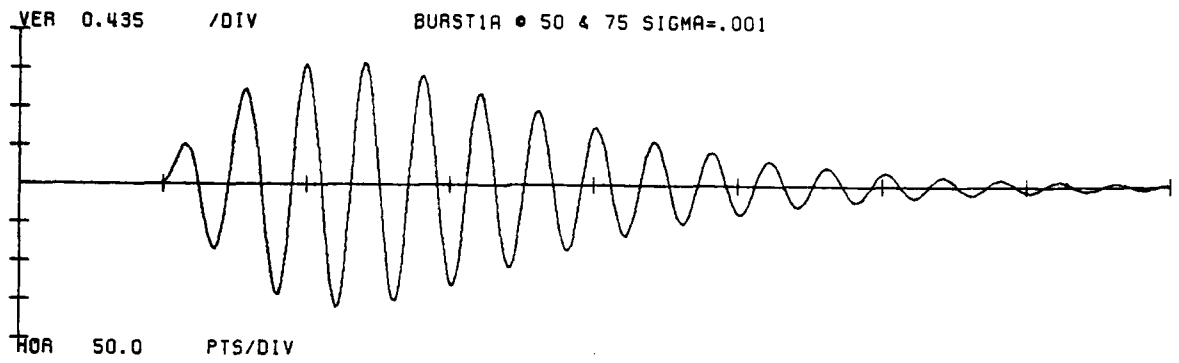 VER 0.435 /DIV BURST1A @ 50 & 75 SIGMA=.001
HOR 50.0 PTS/DIV